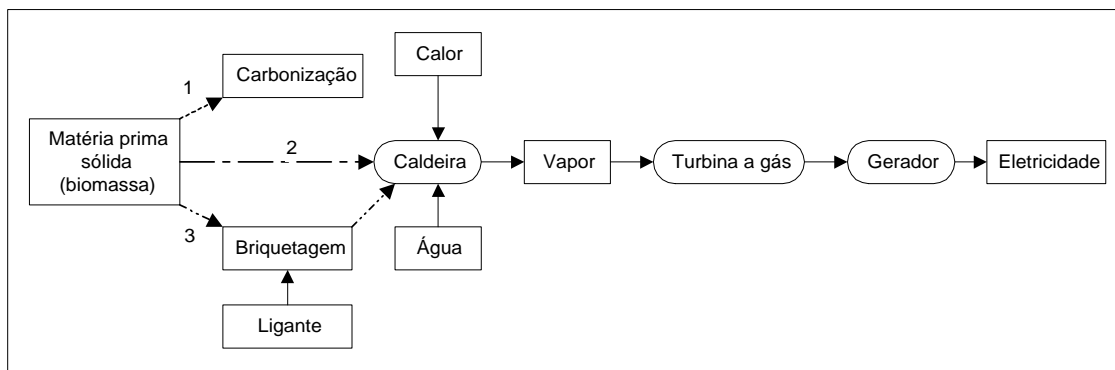 Calor
1
Carbonização
Matéria prima
sólida
(biomassa)
2
Caldeira
Vapor
Turbina a gás
Gerador
Eletricidade
3
Briquetagem
Água
Ligante